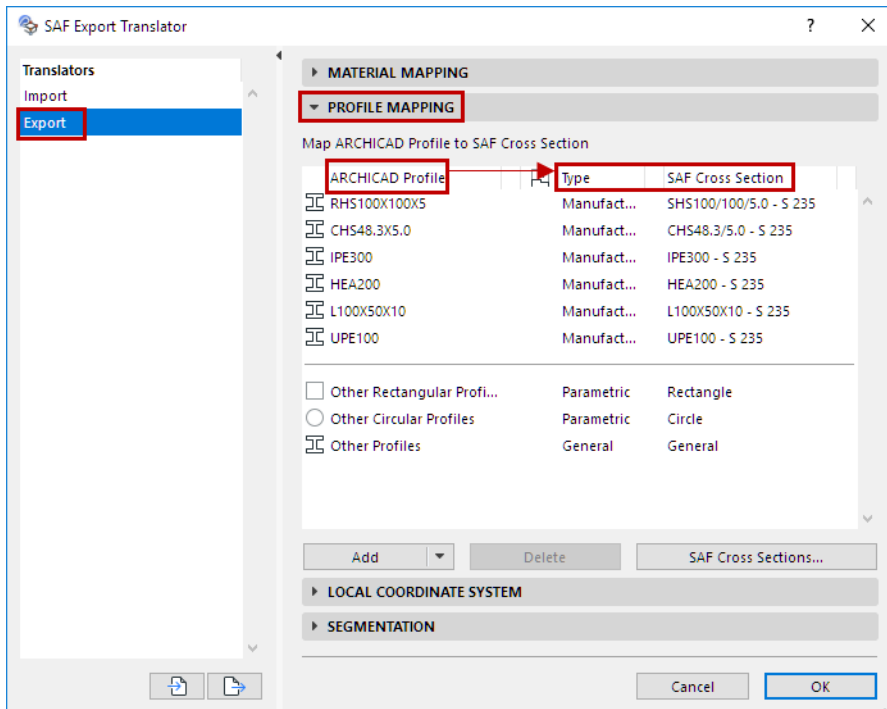 SAF Export Translator ?
Translators
Import
Export
MATERIAL MAPPING
PROFILE MAPPING
Map ARCHICAD Profile to SAF Cross Section
ARCHICAD Profile Type SAF Cross Section
RHS100X100X5 Manufact... SHS100/100/5.0 - S 235
CHS48.3X5.0 Manufact... CHS48.3/5.0 - S 235
IPE300 Manufact... IPE300 - S 235
HEA200 Manufact... HEA200 - S 235
L100X50X10 Manufact... L100X50X10 - S 235
UPE100 Manufact... UPE100 - S 235
Other Rectangular Profi... Parametric Rectangle
Other Circular Profiles Parametric Circle
Other Profiles General General
Add Delete SAF Cross Sections...
LOCAL COORDINATE SYSTEM
SEGMENTATION
Cancel OK